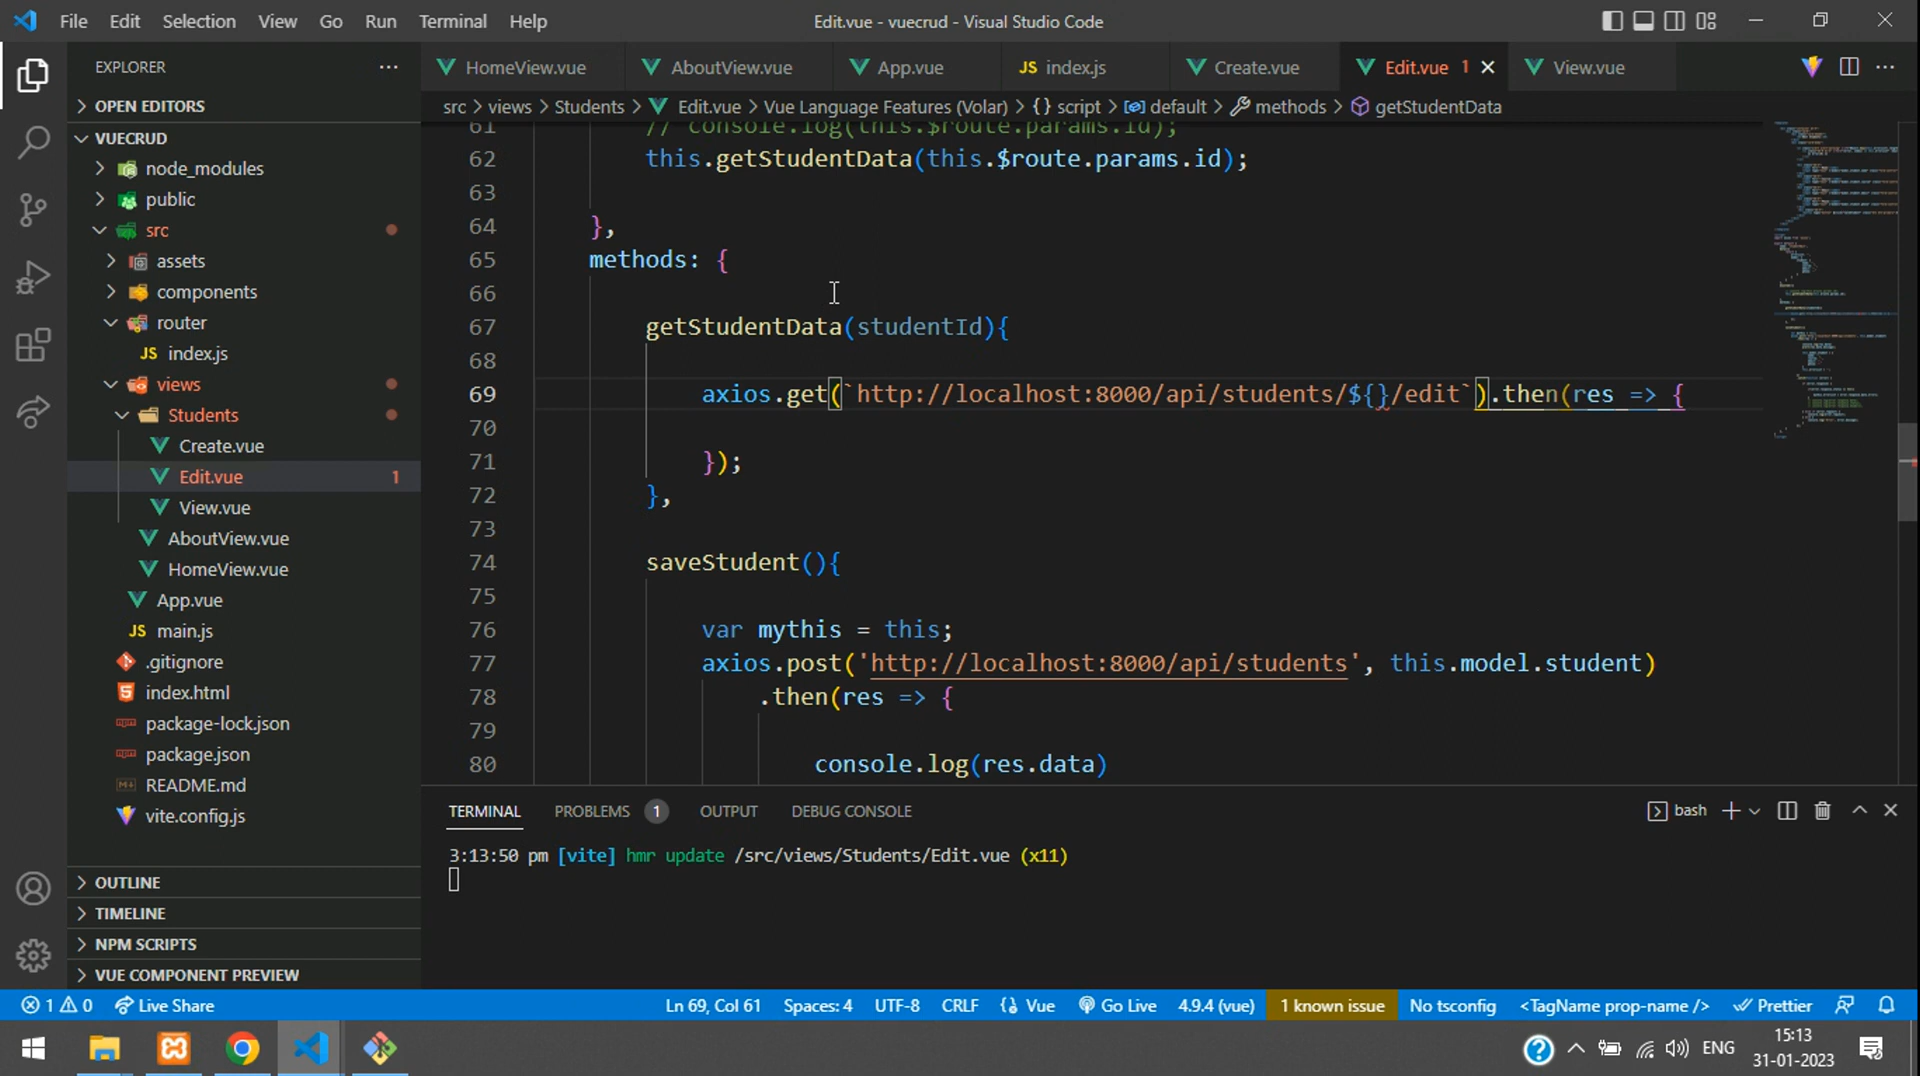 File Edit Selection View Go Run Terminal Help
Edit.vue - vuecrud - Visual Studio Code
EXPLORER
OPEN EDITORS
VUECRUD
node_modules
public
src
assets
components
router
JS index.js
views
Students
Create.vue
Edit.vue 1
View.vue
AboutView.vue
HomeView.vue
App.vue
JS main.js
.gitignore
index.html
package-lock.json
package.json
README.md
vite.config.js
OUTLINE
TIMELINE
NPM SCRIPTS
VUE COMPONENT PREVIEW
HomeView.vue AboutView.vue App.vue JS index.js Create.vue Edit.vue 1 View.vue
src > views > Students > Edit.vue > Vue Language Features (Volar) > {} script > default > methods > getStudentData
61 // console.log(this.$route.params.id);
62 this.getStudentData(this.$route.params.id);
63
64 },
65 methods: {
66
67 getStudentData(studentId){
68
69 axios.get(`http://localhost:8000/api/students/${}/edit`).then(res => {
70
71 });
72 },
73
74 saveStudent(){
75
76 var mythis = this;
77 axios.post('http://localhost:8000/api/students', this.model.student)
78 .then(res => {
79
80 console.log(res.data)
TERMINAL PROBLEMS 1 OUTPUT DEBUG CONSOLE
bash
3:13:50 pm [vite] hmr update /src/views/Students/Edit.vue (x11)
1 0 Live Share
Ln 69, Col 61 Spaces: 4 UTF-8 CRLF Vue Go Live 4.9.4 (vue) 1 known issue No tsconfig <TagName prop-name /> Prettier
ENG
15:13
31-01-2023